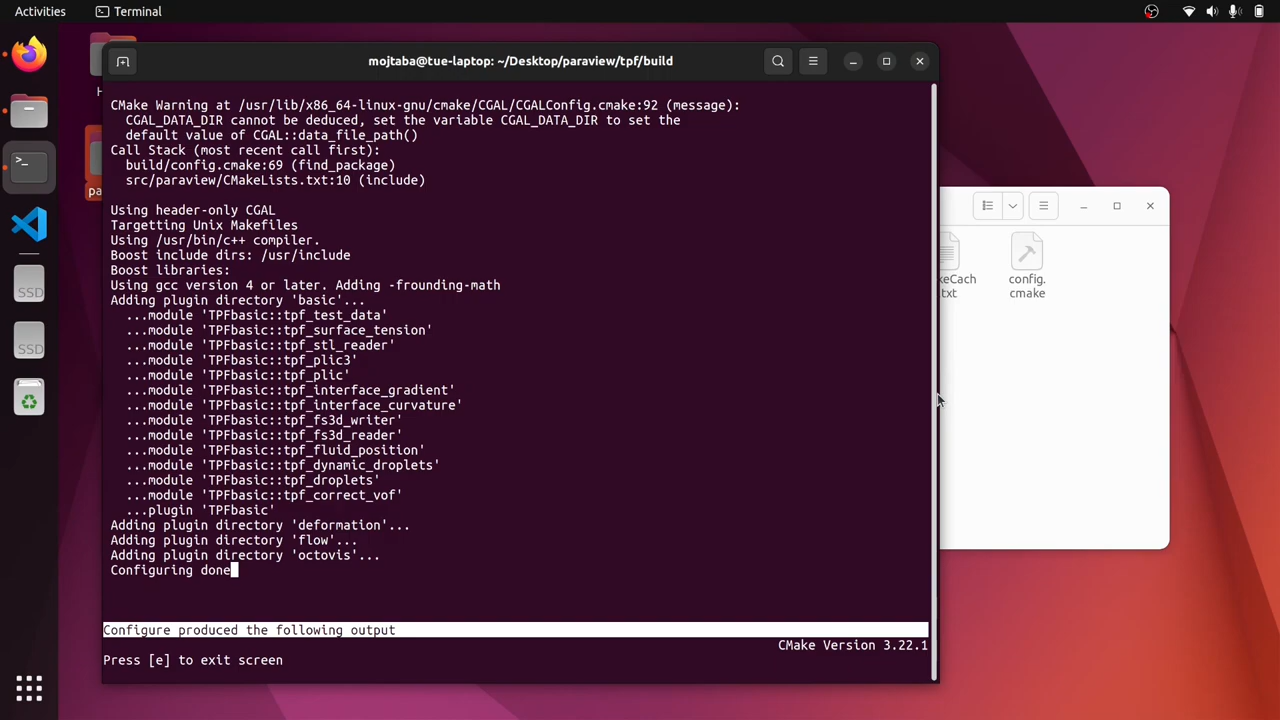 Activities
Terminal
mojtaba@tue-laptop: ~/Desktop/paraview/tpf/build
CMake Warning at /usr/lib/x86_64-linux-gnu/cmake/CGAL/CGALConfig.cmake:92 (message):
CGAL_DATA_DIR cannot be deduced, set the variable CGAL_DATA_DIR to set the
default value of CGAL::data_file_path()
Call Stack (most recent call first):
build/config.cmake:69 (find_package)
src/paraview/CMakeLists.txt:10 (include)
Using header-only CGAL
Targetting Unix Makefiles
Using /usr/bin/c++ compiler.
Boost include dirs: /usr/include
Boost libraries:
Using gcc version 4 or later. Adding -frounding-math
Adding plugin directory 'basic'...
...module 'TPFbasic::tpf_test_data'
...module 'TPFbasic::tpf_surface_tension'
...module 'TPFbasic::tpf_stl_reader'
...module 'TPFbasic::tpf_plic3'
...module 'TPFbasic::tpf_plic'
...module 'TPFbasic::tpf_interface_gradient'
...module 'TPFbasic::tpf_interface_curvature'
...module 'TPFbasic::tpf_fs3d_writer'
...module 'TPFbasic::tpf_fs3d_reader'
...module 'TPFbasic::tpf_fluid_position'
...module 'TPFbasic::tpf_dynamic_droplets'
...module 'TPFbasic::tpf_droplets'
...module 'TPFbasic::tpf_correct_vof'
...plugin 'TPFbasic'
Adding plugin directory 'deformation'...
Adding plugin directory 'flow'...
Adding plugin directory 'octovis'...
Configuring done
Configure produced the following output
CMake Version 3.22.1
Press [e] to exit screen
H
pa
keCach
txt
config.
cmake
SSD
SSD